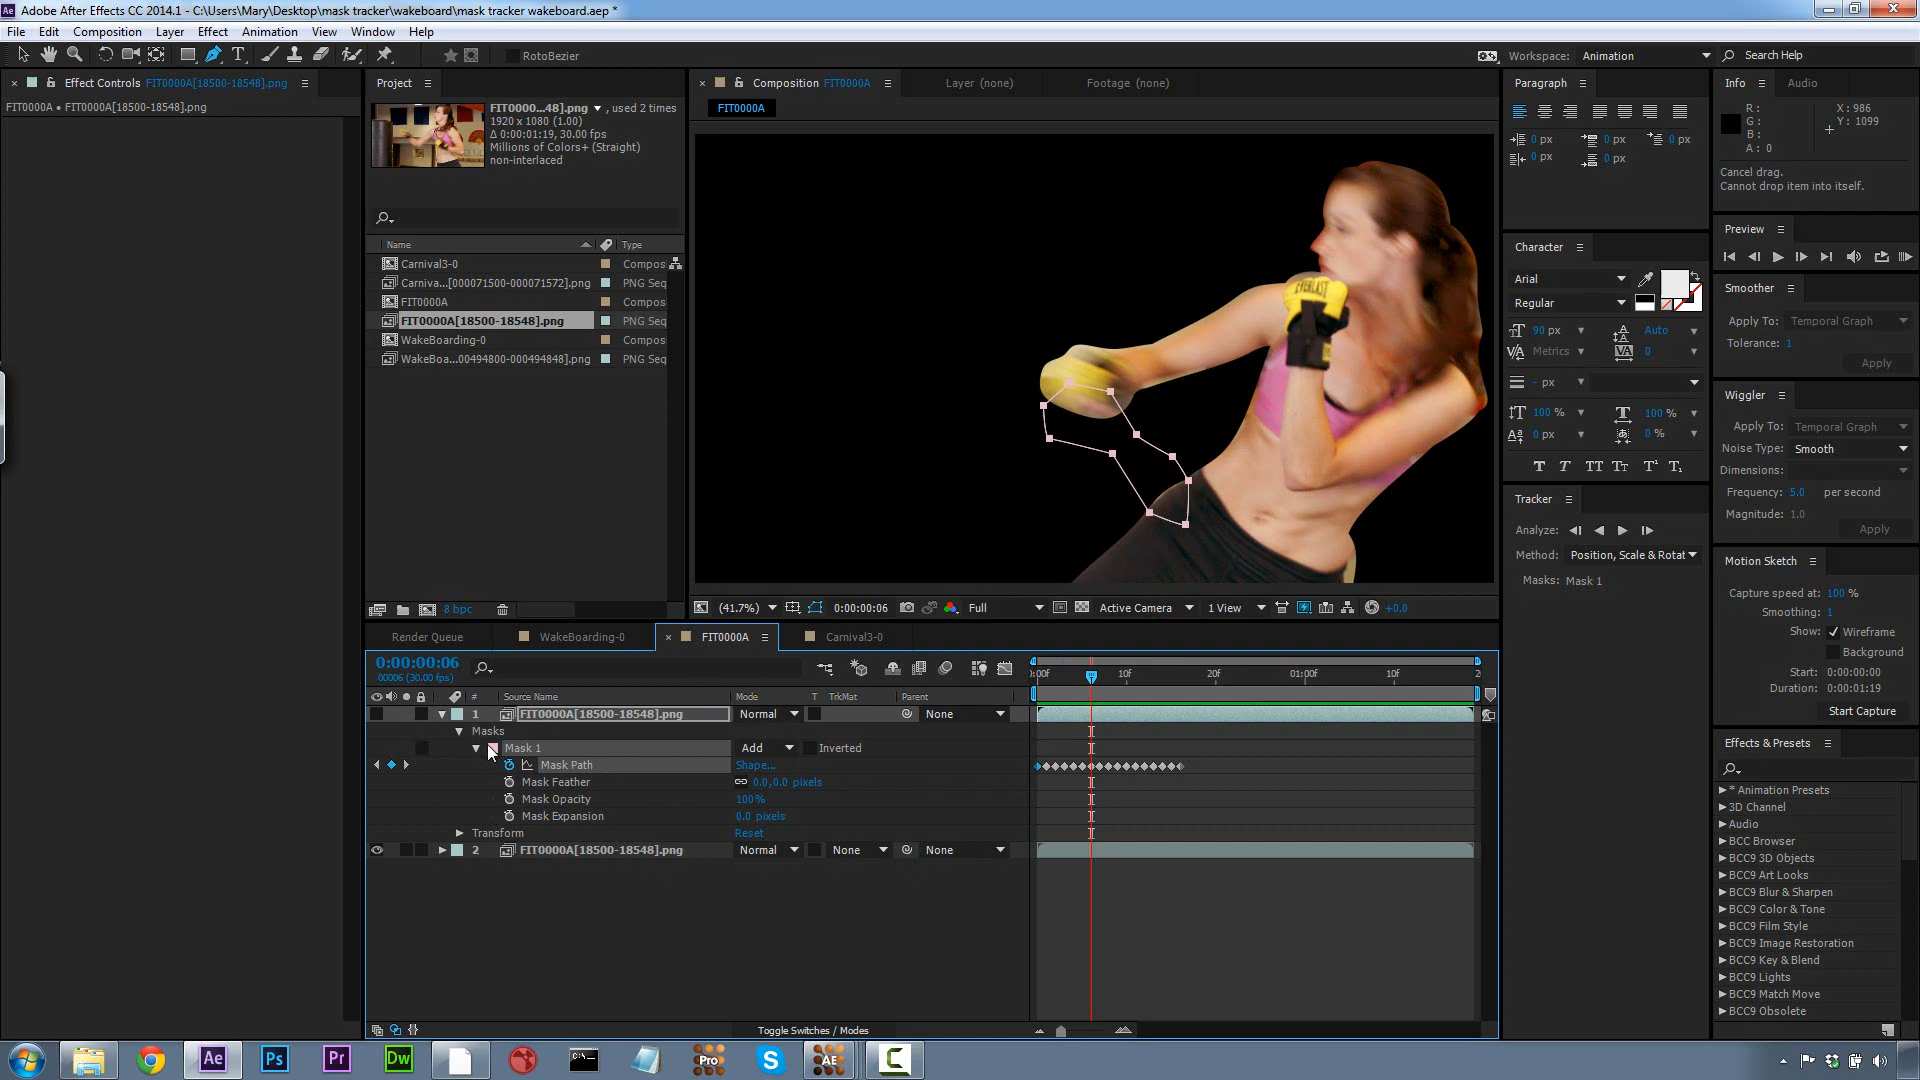 Adobe After Effects CC 2014.1 - C:\Users\Mary\Desktop\mask tracker\wakeboard\mask tracker wakeboard.aep *
File Edit Composition Layer Effect Animation View Window Help
RotoBezier
Workspace: Animation
Search Help
Effect Controls FIT0000A[18500-18548].png
FIT0000A • FIT0000A[18500-18548].png
Project
FIT0000...48].png , used 2 times
1920 x 1080 (1.00)
Δ 0:00:01:19, 30.00 fps
Millions of Colors+ (Straight)
non-interlaced
Name Type
Carnival3-0 Compos
Carniva...[000071500-000071572].png PNG Seq
FIT0000A Compos
FIT0000A[18500-18548].png PNG Seq
WakeBoarding-0 Compos
WakeBoa...00494800-000494848].png PNG Seq
8 bpc
Composition FIT0000A Layer (none) Footage (none)
FIT0000A
EVERLAST
(41.7%) 0:00:00:06 Full Active Camera 1 View +0.0
Paragraph
0 px 0 px 0 px
0 px 0 px
Character
Arial
Regular
90 px Auto
Metrics 0
- px
100 % 100 %
0 px 0 %
T T TT Tт T¹ T₁
Tracker
Analyze:
Method: Position, Scale & Rotat
Masks: Mask 1
Info Audio
R: X: 986
G: Y: 1099
B:
A: 0
Cancel drag.
Cannot drop item into itself.
Preview
Smoother
Apply To: Temporal Graph
Tolerance: 1
Apply
Wiggler
Apply To: Temporal Graph
Noise Type: Smooth
Dimensions:
Frequency: 5.0 per second
Magnitude: 1.0
Apply
Motion Sketch
Capture speed at: 100 %
Smoothing: 1
Show: Wireframe
Background
Start: 0:00:00:00
Duration: 0:00:01:19
Start Capture
Effects & Presets
* Animation Presets
3D Channel
Audio
BCC Browser
BCC9 3D Objects
BCC9 Art Looks
BCC9 Blur & Sharpen
BCC9 Color & Tone
BCC9 Film Style
BCC9 Image Restoration
BCC9 Key & Blend
BCC9 Lights
BCC9 Match Move
BCC9 Obsolete
Render Queue WakeBoarding-0 FIT0000A Carnival3-0
0:00:00:06
00006 (30.00 fps)
:00f 10f 20f 01:00f 10f 2
# Source Name Mode T TrkMat Parent
1 FIT0000A[18500-18548].png Normal None
Masks
Mask 1 Add Inverted
Mask Path Shape...
Mask Feather 0.0,0.0 pixels
Mask Opacity 100%
Mask Expansion 0.0 pixels
Transform Reset
2 FIT0000A[18500-18548].png Normal None None
Toggle Switches / Modes
Ae Ps Pr Dw C:\ Pro S AE C